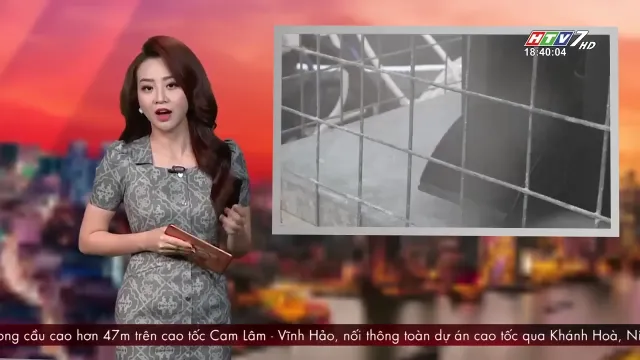 HTV7 HD
18:40:04
ong cầu cao hơn 47m trên cao tốc Cam Lâm - Vĩnh Hảo, nối thông toàn dự án cao tốc qua Khánh Hoà, Ni